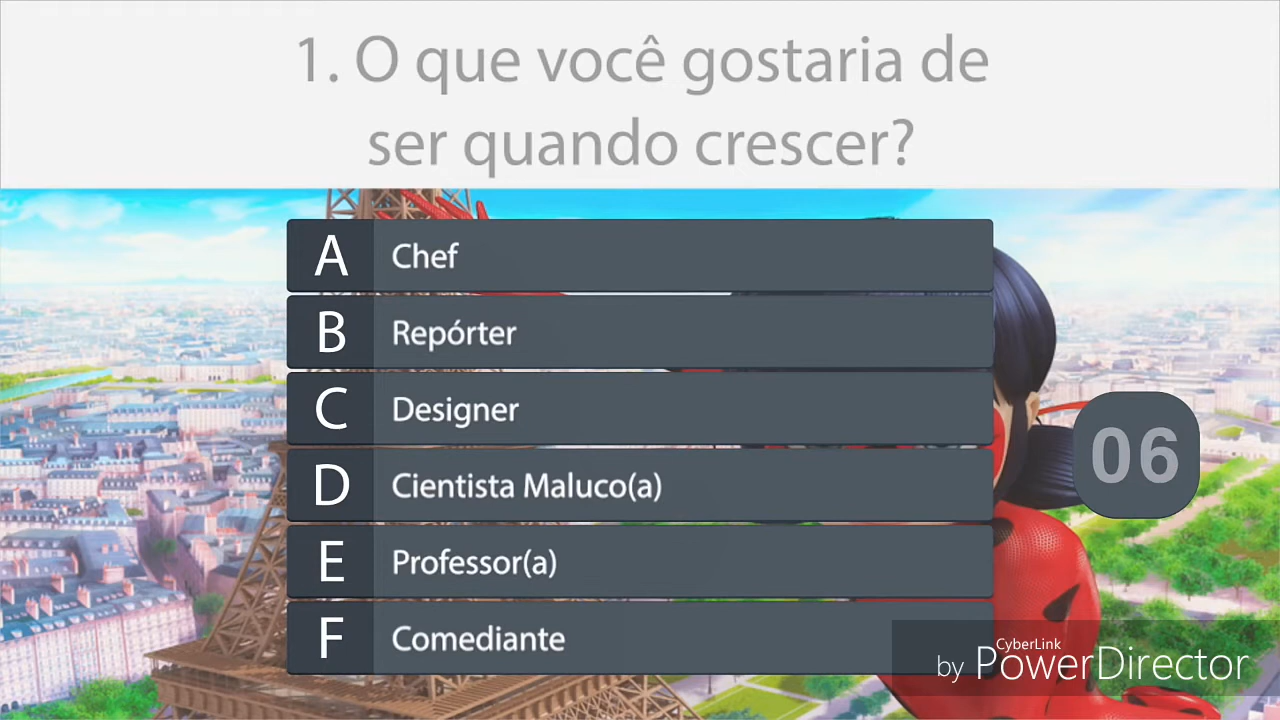 1. O que você gostaria de
ser quando crescer?
A Chef
B Repórter
C Designer
D Cientista Maluco(a)
06
E Professor(a)
F Comediante
CyberLink
by PowerDirector